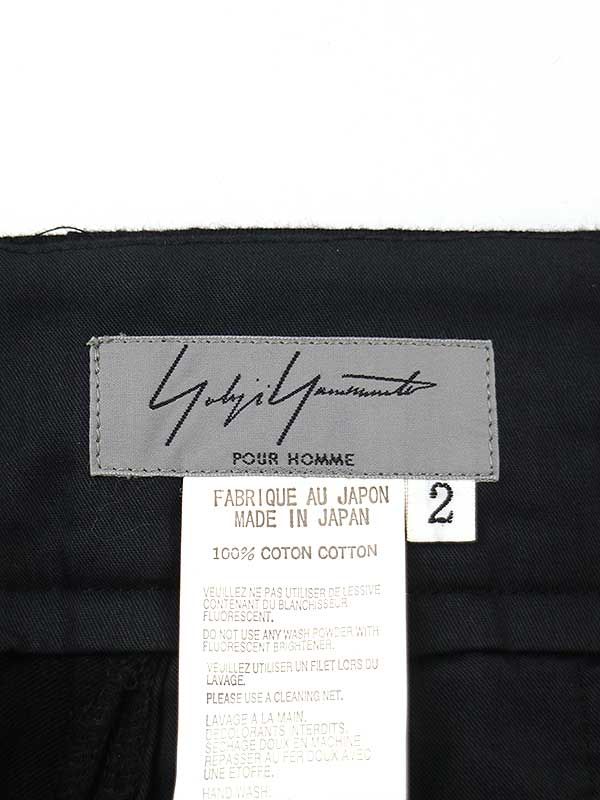 Yohji Yamamoto
POUR HOMME
2
FABRIQUE AU JAPON
MADE IN JAPAN
100% COTON COTTON
VEUILLEZ NE PAS UTILISER DE LESSIVE
CONTENANT DU BLANCHISSEUR
FLUORESCENT.
DO NOT USE ANY WASH POWDER WITH
FLUORESCENT BRIGHTENER.
VEUILLEZ UTILISER UN FILET LORS DU
LAVAGE.
PLEASE USE A CLEANING NET.
LAVAGE A LA MAIN.
DECOLORANTS INTERDITS.
SECHAGE DOUX EN MACHINE
REPASSER AU FER DOUX AVEC
UNE ETOFFE.
HAND WASH.